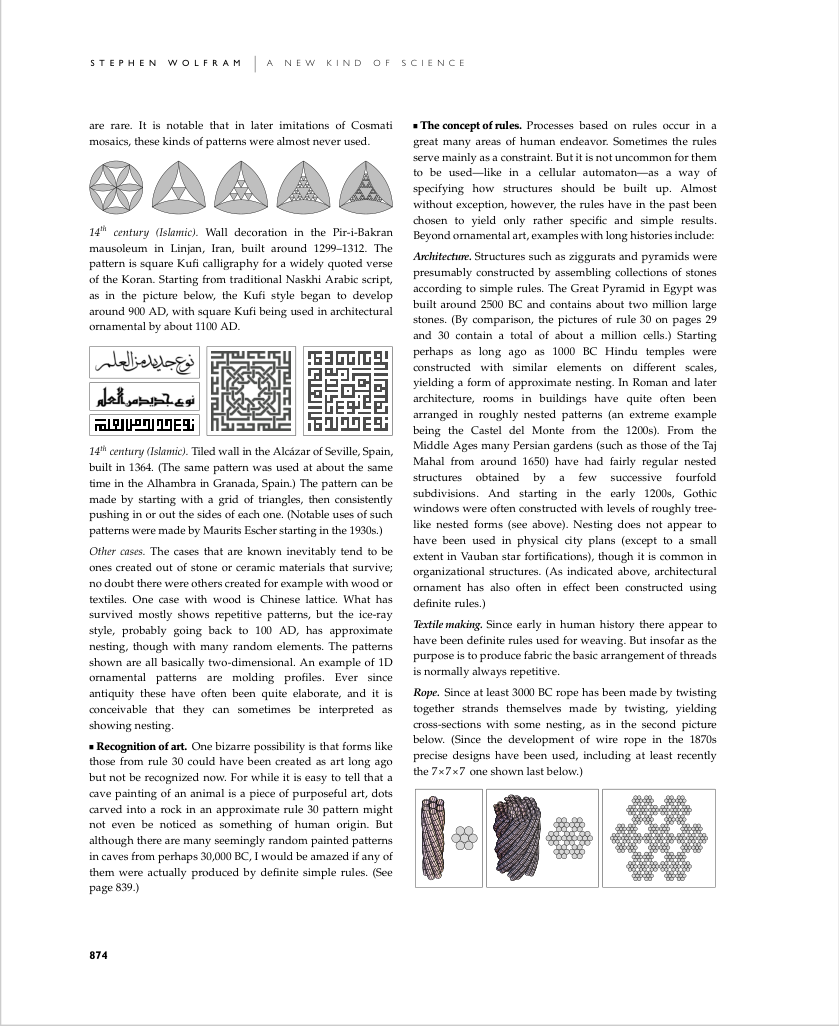 STEPHEN WOLFRAM | A NEW KIND OF SCIENCE
are rare. It is notable that in later imitations of Cosmati
mosaics, these kinds of patterns were almost never used.
14th century (Islamic). Wall decoration in the Pir-i-Bakran
mausoleum in Linjan, Iran, built around 1299–1312. The
pattern is square Kufi calligraphy for a widely quoted verse
of the Koran. Starting from traditional Naskhi Arabic script,
as in the picture below, the Kufi style began to develop
around 900 AD, with square Kufi being used in architectural
ornamental by about 1100 AD.
نوع جديد من العلم
نوع جديد من العلم
14th century (Islamic). Tiled wall in the Alcázar of Seville, Spain,
built in 1364. (The same pattern was used at about the same
time in the Alhambra in Granada, Spain.) The pattern can be
made by starting with a grid of triangles, then consistently
pushing in or out the sides of each one. (Notable uses of such
patterns were made by Maurits Escher starting in the 1930s.)
Other cases. The cases that are known inevitably tend to be
ones created out of stone or ceramic materials that survive;
no doubt there were others created for example with wood or
textiles. One case with wood is Chinese lattice. What has
survived mostly shows repetitive patterns, but the ice-ray
style, probably going back to 100 AD, has approximate
nesting, though with many random elements. The patterns
shown are all basically two-dimensional. An example of 1D
ornamental patterns are molding profiles. Ever since
antiquity these have often been quite elaborate, and it is
conceivable that they can sometimes be interpreted as
showing nesting.
■ Recognition of art. One bizarre possibility is that forms like
those from rule 30 could have been created as art long ago
but not be recognized now. For while it is easy to tell that a
cave painting of an animal is a piece of purposeful art, dots
carved into a rock in an approximate rule 30 pattern might
not even be noticed as something of human origin. But
although there are many seemingly random painted patterns
in caves from perhaps 30,000 BC, I would be amazed if any of
them were actually produced by definite simple rules. (See
page 839.)
■ The concept of rules. Processes based on rules occur in a
great many areas of human endeavor. Sometimes the rules
serve mainly as a constraint. But it is not uncommon for them
to be used—like in a cellular automaton—as a way of
specifying how structures should be built up. Almost
without exception, however, the rules have in the past been
chosen to yield only rather specific and simple results.
Beyond ornamental art, examples with long histories include:
Architecture. Structures such as ziggurats and pyramids were
presumably constructed by assembling collections of stones
according to simple rules. The Great Pyramid in Egypt was
built around 2500 BC and contains about two million large
stones. (By comparison, the pictures of rule 30 on pages 29
and 30 contain a total of about a million cells.) Starting
perhaps as long ago as 1000 BC Hindu temples were
constructed with similar elements on different scales,
yielding a form of approximate nesting. In Roman and later
architecture, rooms in buildings have quite often been
arranged in roughly nested patterns (an extreme example
being the Castel del Monte from the 1200s). From the
Middle Ages many Persian gardens (such as those of the Taj
Mahal from around 1650) have had fairly regular nested
structures obtained by a few successive fourfold
subdivisions. And starting in the early 1200s, Gothic
windows were often constructed with levels of roughly tree-
like nested forms (see above). Nesting does not appear to
have been used in physical city plans (except to a small
extent in Vauban star fortifications), though it is common in
organizational structures. (As indicated above, architectural
ornament has also often in effect been constructed using
definite rules.)
Textile making. Since early in human history there appear to
have been definite rules used for weaving. But insofar as the
purpose is to produce fabric the basic arrangement of threads
is normally always repetitive.
Rope. Since at least 3000 BC rope has been made by twisting
together strands themselves made by twisting, yielding
cross-sections with some nesting, as in the second picture
below. (Since the development of wire rope in the 1870s
precise designs have been used, including at least recently
the 7×7×7 one shown last below.)
874